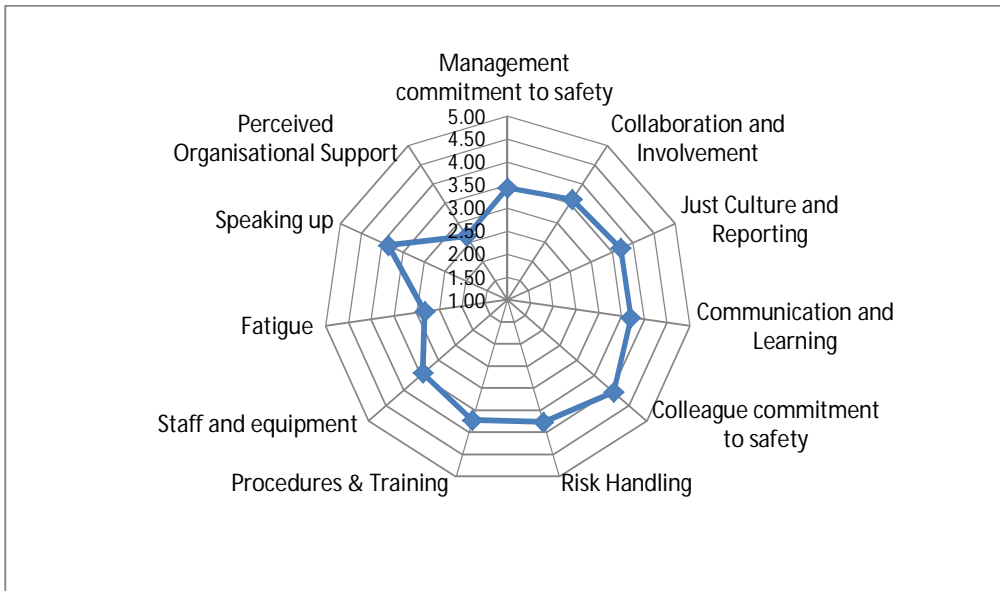 Management
commitment to safety
Collaboration and
Involvement
Just Culture and
Reporting
Communication and
Learning
Colleague commitment
to safety
Risk Handling
Procedures & Training
Staff and equipment
Fatigue
Speaking up
Perceived
Organisational Support
5.00
4.50
4.00
3.50
3.00
2.50
2.00
1.50
1.00